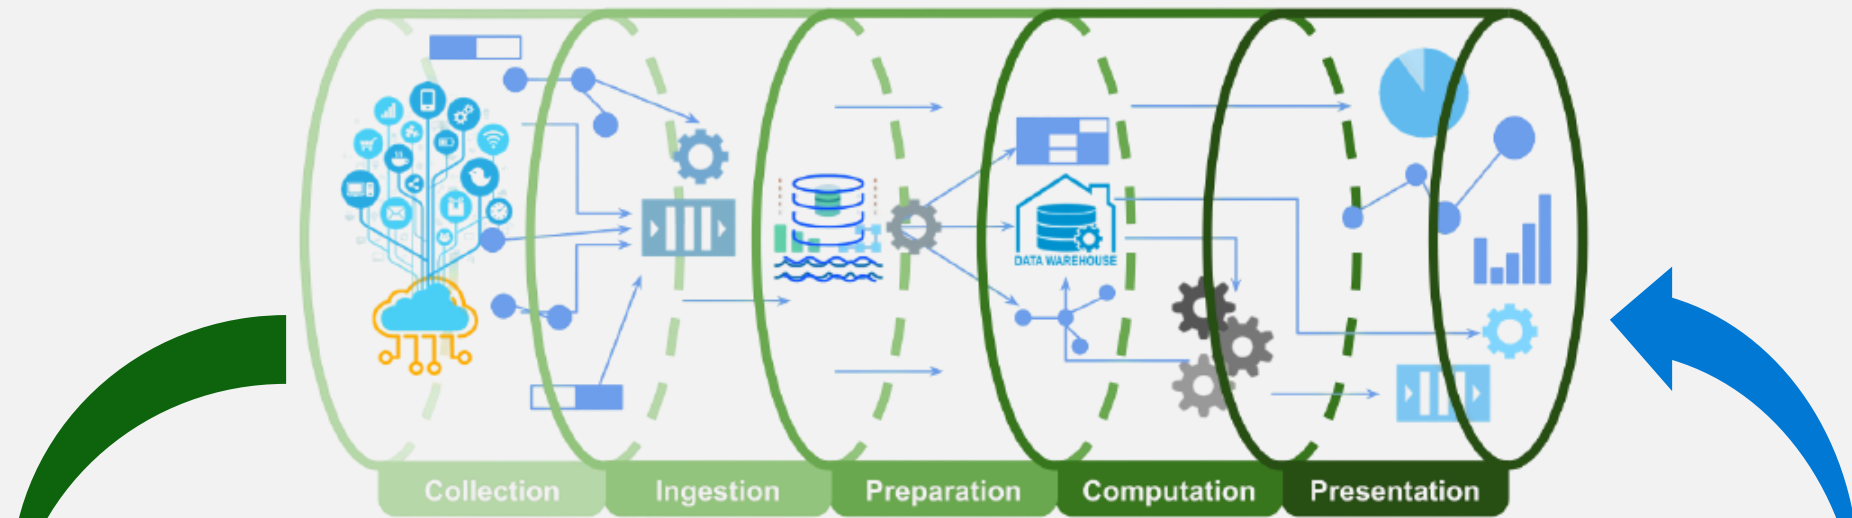 DATA WAREHOUSE
Collection
Ingestion
Preparation
Computation
Presentation